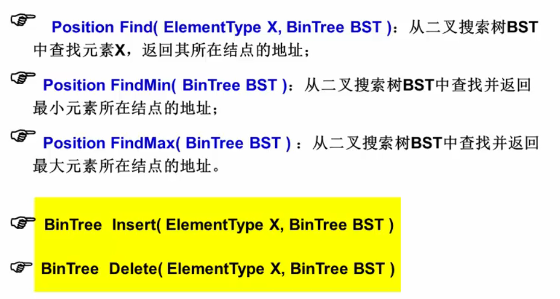 Position Find( ElementType X, BinTree BST )：从二叉搜索树BST
中查找元素X，返回其所在结点的地址；
Position FindMin( BinTree BST )：从二叉搜索树BST中查找并返回
最小元素所在结点的地址；
Position FindMax( BinTree BST ) ：从二叉搜索树BST中查找并返回
最大元素所在结点的地址。
BinTree Insert( ElementType X, BinTree BST )
BinTree Delete( ElementType X, BinTree BST )